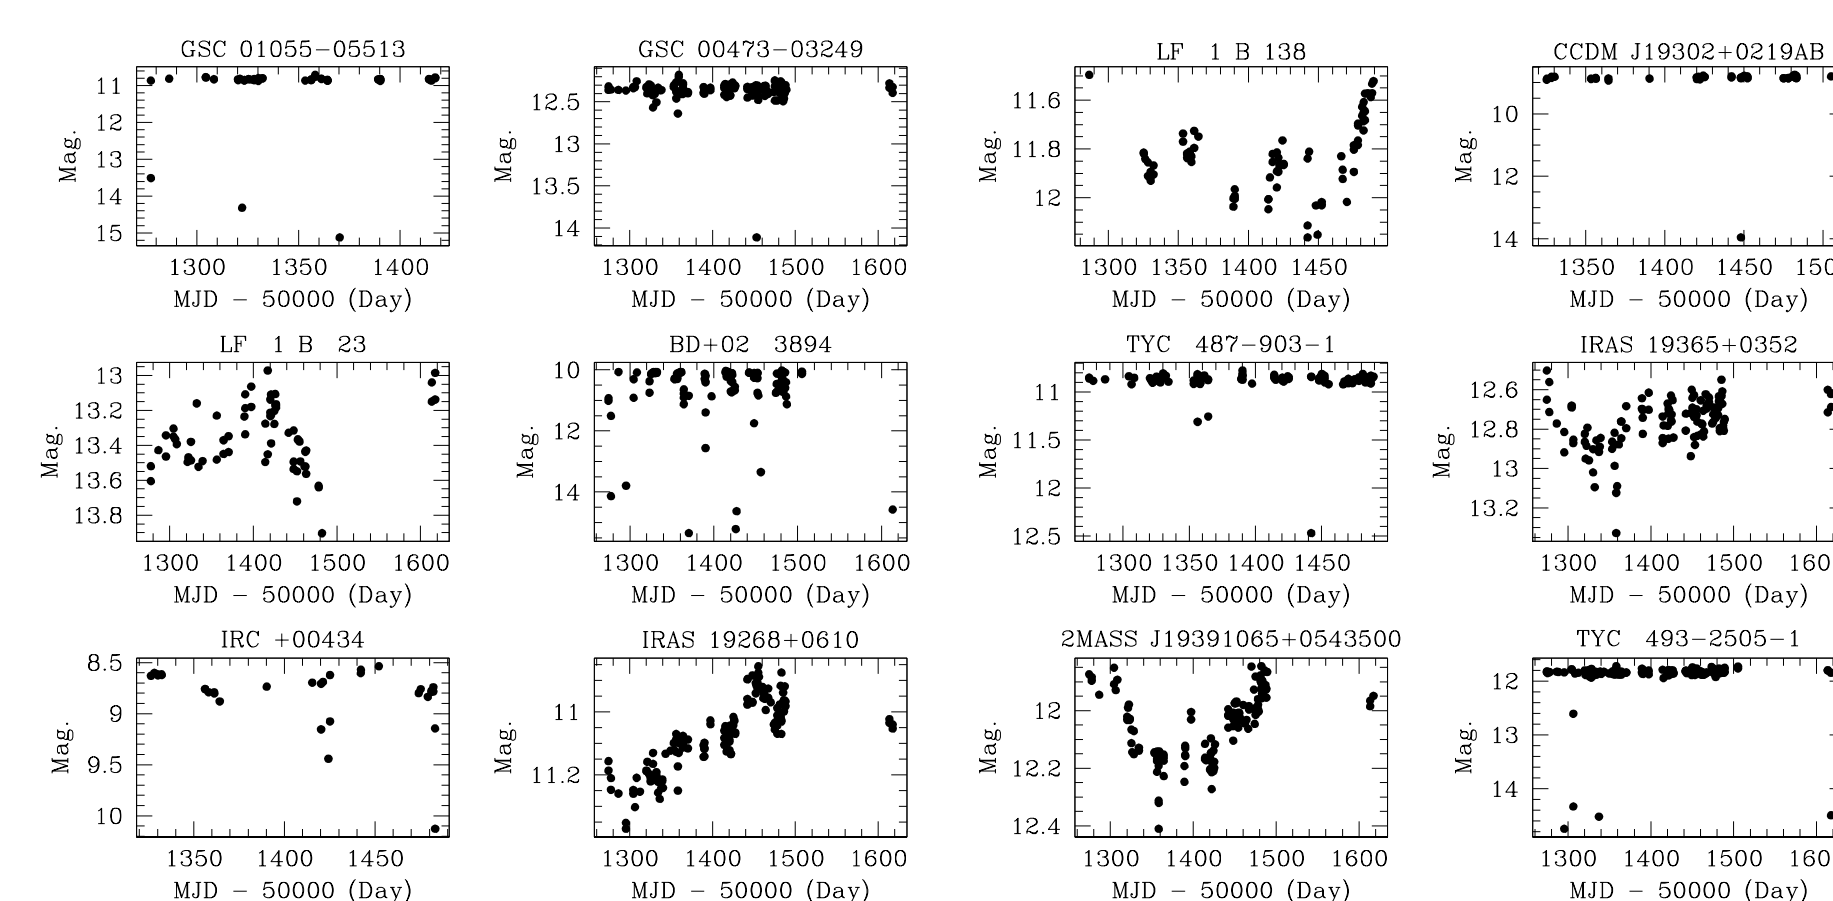 GSC 01055−05513
GSC 00473−03249
LF 1 B 138
CCDM J19302+0219AB
Mag.
11
12
13
14
15
1300
1350
1400
MJD − 50000 (Day)
Mag.
12.5
13
13.5
14
1300 1400 1500 1600
MJD − 50000 (Day)
Mag.
11.6
11.8
12
1300 1350 1400 1450
MJD − 50000 (Day)
Mag.
10
12
14
1350 1400 1450 150
MJD − 50000 (Day)
LF 1 B 23
BD+02 3894
TYC 487−903−1
IRAS 19365+0352
Mag.
13
13.2
13.4
13.6
13.8
1300 1400 1500 1600
MJD − 50000 (Day)
Mag.
10
12
14
1300 1400 1500 1600
MJD − 50000 (Day)
Mag.
11
11.5
12
12.5
1300 1350 1400 1450
MJD − 50000 (Day)
Mag.
12.6
12.8
13
13.2
1300 1400 1500 160
MJD − 50000 (Day)
IRC +00434
IRAS 19268+0610
2MASS J19391065+0543500
TYC 493−2505−1
Mag.
8.5
9
9.5
10
1350 1400 1450
MJD − 50000 (Day)
Mag.
11
11.2
1300 1400 1500 1600
MJD − 50000 (Day)
Mag.
12
12.2
12.4
1300 1400 1500 1600
MJD − 50000 (Day)
Mag.
12
13
14
1300 1400 1500 160
MJD − 50000 (Day)